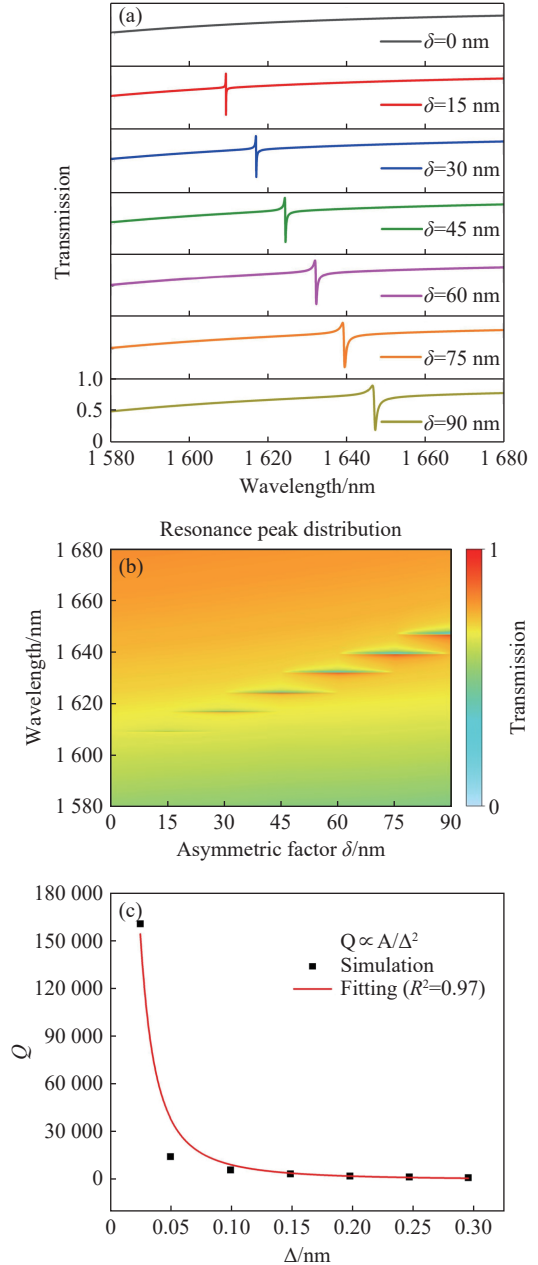 (a)
δ=0 nm
δ=15 nm
δ=30 nm
δ=45 nm
δ=60 nm
δ=75 nm
δ=90 nm
Transmission
1.0
0.5
0
1 580 1 600 1 620 1 640 1 660 1 680
Wavelength/nm
Resonance peak distribution
(b)
1 680
1 660
1 640
1 620
1 600
1 580
Wavelength/nm
0 15 30 45 60 75 90
Asymmetric factor δ/nm
1
0
Transmission
(c)
180 000
150 000
120 000
90 000
60 000
30 000
0
Q
Q ∝ A/Δ²
Simulation
Fitting (R²=0.97)
0 0.05 0.10 0.15 0.20 0.25 0.30
Δ/nm